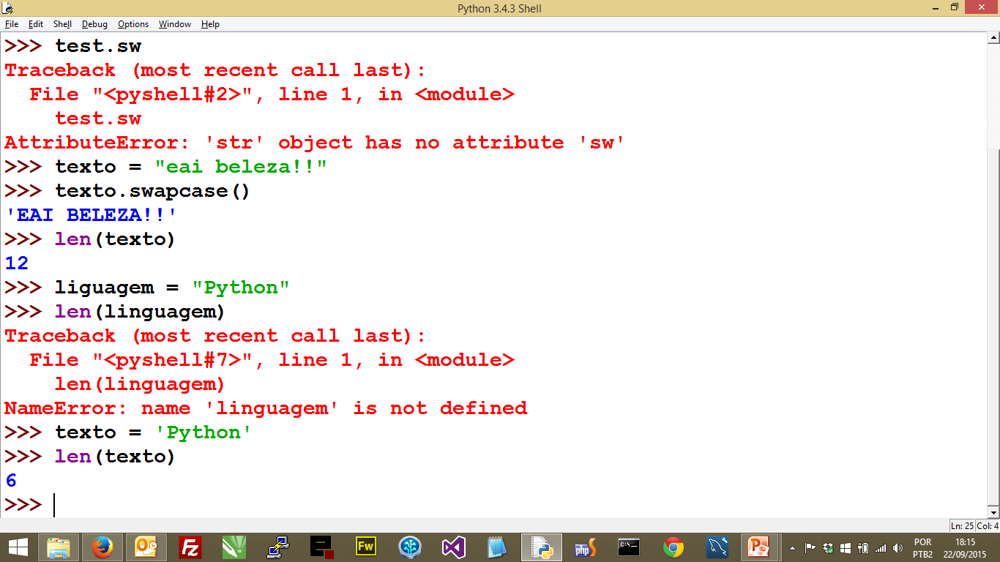 Python 3.4.3 Shell
File Edit Shell Debug Options Window Help
>>> test.sw
Traceback (most recent call last):
  File "<pyshell#2>", line 1, in <module>
    test.sw
AttributeError: 'str' object has no attribute 'sw'
>>> texto = "eai beleza!!"
>>> texto.swapcase()
'EAI BELEZA!!'
>>> len(texto)
12
>>> liguagem = "Python"
>>> len(linguagem)
Traceback (most recent call last):
  File "<pyshell#7>", line 1, in <module>
    len(linguagem)
NameError: name 'linguagem' is not defined
>>> texto = 'Python'
>>> len(texto)
6
>>>
Ln: 25 Col: 4
Fz Fw php C:\ P
POR 18:15
PTB2 22/09/2015